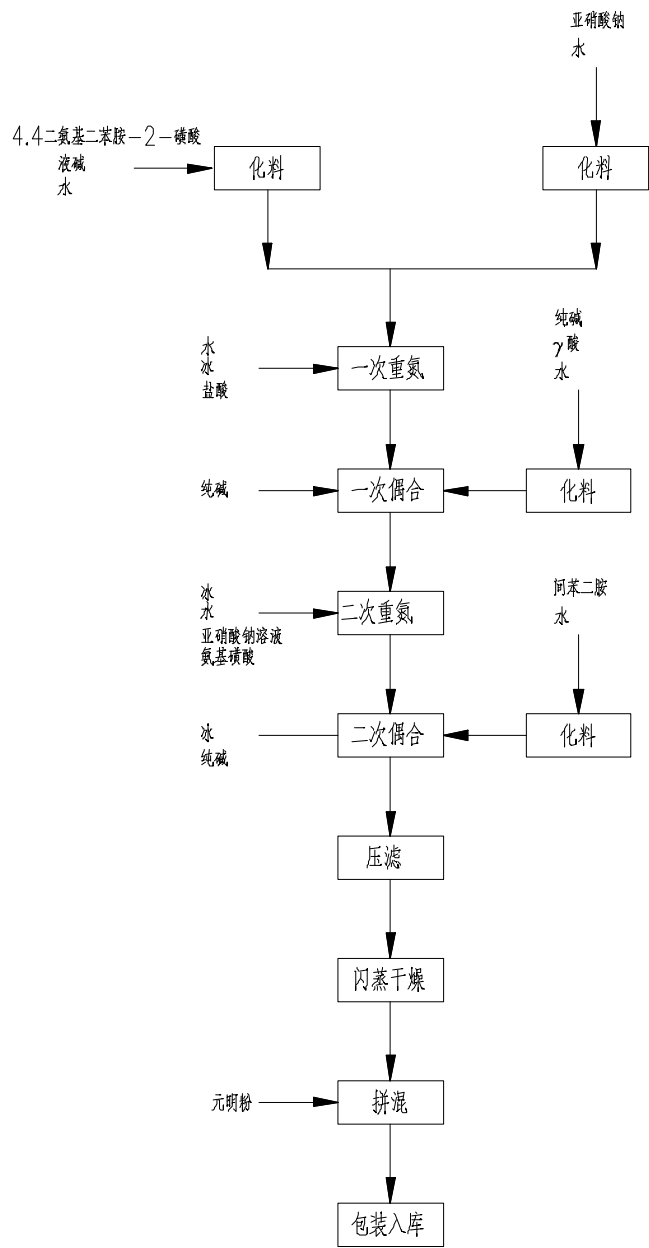 亚硝酸钠
水
4.4二氨基二苯胺-2-磺酸
液碱
水
化料
化料
水
冰
盐酸
一次重氮
纯碱
γ酸
水
纯碱
一次偶合
化料
冰
水
亚硝酸钠溶液
氨基磺酸
二次重氮
间苯二胺
水
冰
纯碱
二次偶合
化料
压滤
闪蒸干燥
元明粉
拼混
包装入库